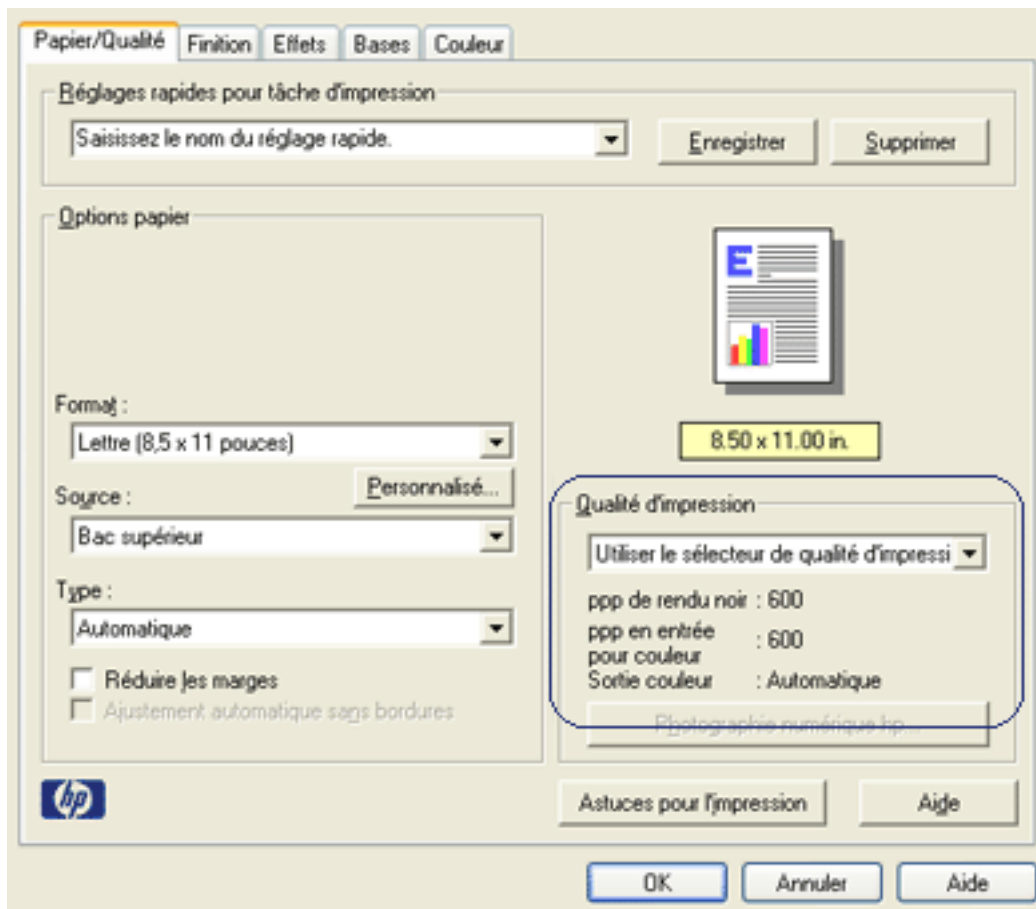 Papier/Qualité Finition Effets Bases Couleur
Réglages rapides pour tâche d'impression
Saisissez le nom du réglage rapide. Enregistrer Supprimer
Options papier
E
Format :
Lettre (8,5 x 11 pouces)
8.50 x 11.00 in.
Personnalisé...
Source :
Bac supérieur
Type :
Automatique
Réduire les marges
Ajustement automatique sans bordures
Qualité d'impression
Utiliser le sélecteur de qualité d'impressi
ppp de rendu noir : 600
ppp en entrée
pour couleur : 600
Sortie couleur : Automatique
Photographie numérique hp...
hp
Astuces pour l'impression Aide
OK Annuler Aide